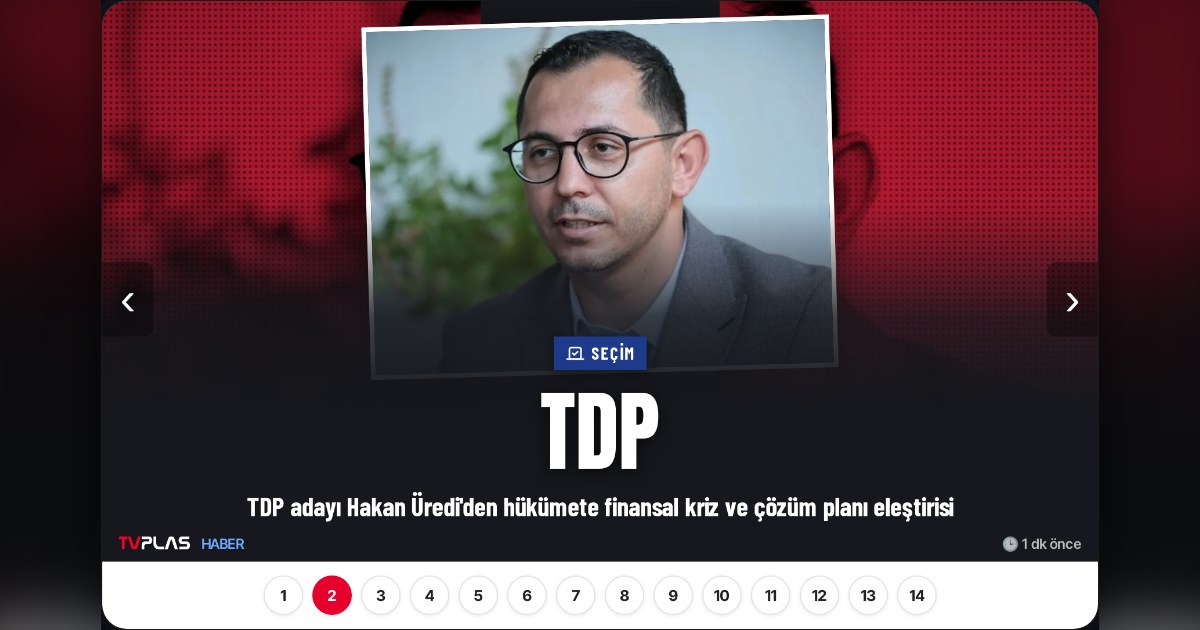 SEÇİM
TDP
TDP adayı Hakan Üredi'den hükümete finansal kriz ve çözüm planı eleştirisi
TVPLAS HABER
1 dk önce
1 2 3 4 5 6 7 8 9 10 11 12 13 14